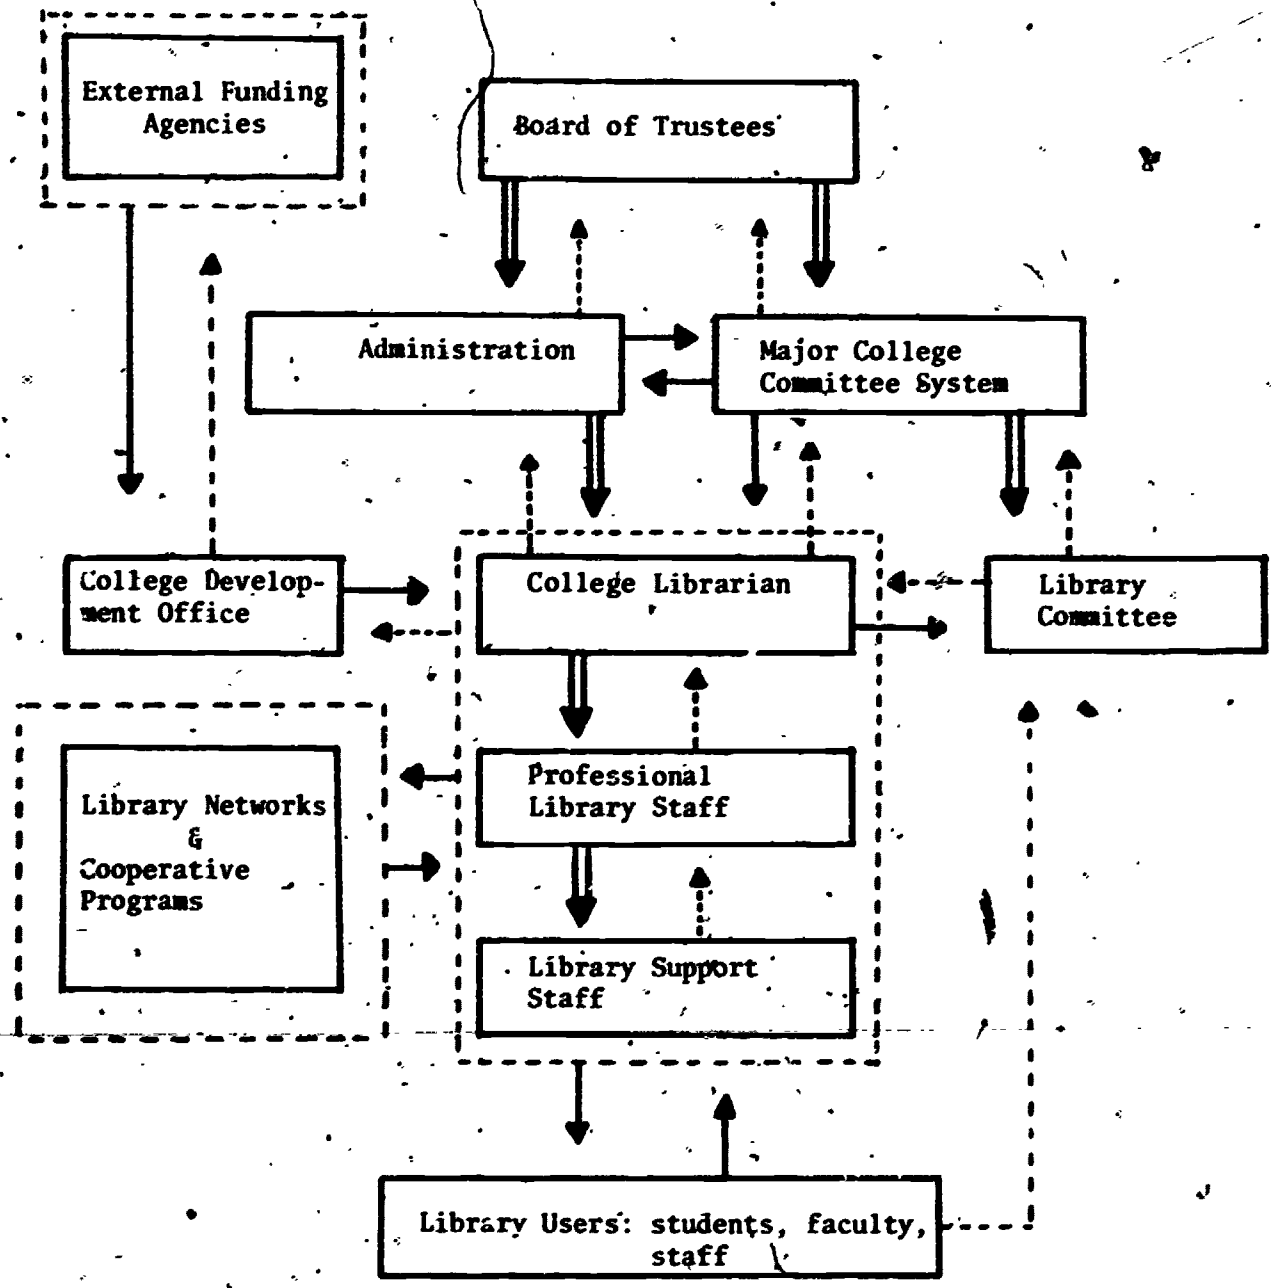 External Funding
Agencies
Board of Trustees
Administration
Major College
Committee System
College Develop-
ment Office
College Librarian
Library
Committee
Library Networks
&
Cooperative
Programs
Professional
Library Staff
Library Support
Staff
Library Users: students, faculty,
staff